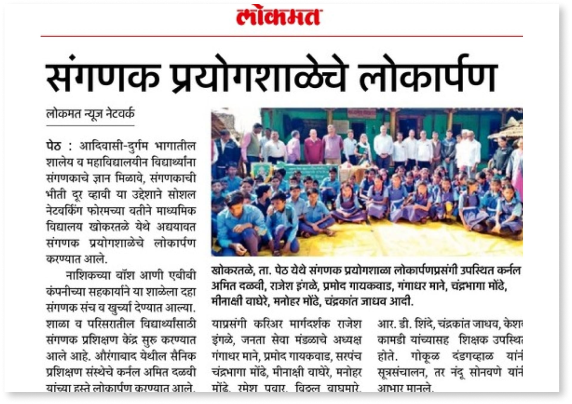 लोकमत
संगणक प्रयोगशाळेचे लोकार्पण
लोकमत न्यूज नेटवर्क
पेठ : आदिवासी-दुर्गम भागातील
शालेय व महाविद्यालयीन विद्यार्थ्यांना
संगणकाचे ज्ञान मिळावे, संगणकाची
भीती दूर व्हावी या उद्देशाने सोशल
नेटवर्किंग फोरमच्या वतीने माध्यमिक
विद्यालय खोकरतळे येथे अद्ययावत
संगणक प्रयोगशाळेचे लोकार्पण
करण्यात आले.
नाशिकच्या वॉश आणी एबीबी
कंपनीच्या सहकार्याने या शाळेला दहा
संगणक संच व खुर्च्या देण्यात आल्या.
शाळा व परिसरातील विद्यार्थ्यांसाठी
संगणक प्रशिक्षण केंद्र सुरु करण्यात
आले आहे. औरंगाबाद येथील सैनिक
प्रशिक्षण संस्थेचे कर्नल अमित दळवी
यांच्या हस्ते लोकार्पण करण्यात आले.
खोकरतळे, ता. पेठ येथे संगणक प्रयोगशाळा लोकार्पणप्रसंगी उपस्थित कर्नल
अमित दळवी, राजेश इंगळे, प्रमोद गायकवाड, गंगाधर माने, चंद्रभागा मोंढे,
मीनाक्षी वाघेरे, मनोहर मोंढे, चंद्रकांत जाधव आदी.
याप्रसंगी करिअर मार्गदर्शक राजेश
इंगळे, जनता सेवा मंडळाचे अध्यक्ष
गंगाधर माने, प्रमोद गायकवाड, सरपंच
चंद्रभागा मोंढे, मीनाक्षी वाघेरे, मनोहर
मोंढे, रमेश पवार, विठ्ठल वाघमारे,
आर. डी. शिंदे, चंद्रकांत जाधव, केशव
कामडी यांच्यासह शिक्षक उपस्थित
होते. गोकूळ दंडगव्हाळ यांनी
सूत्रसंचालन, तर नंदू सोनवणे यांनी
आभार मानले.